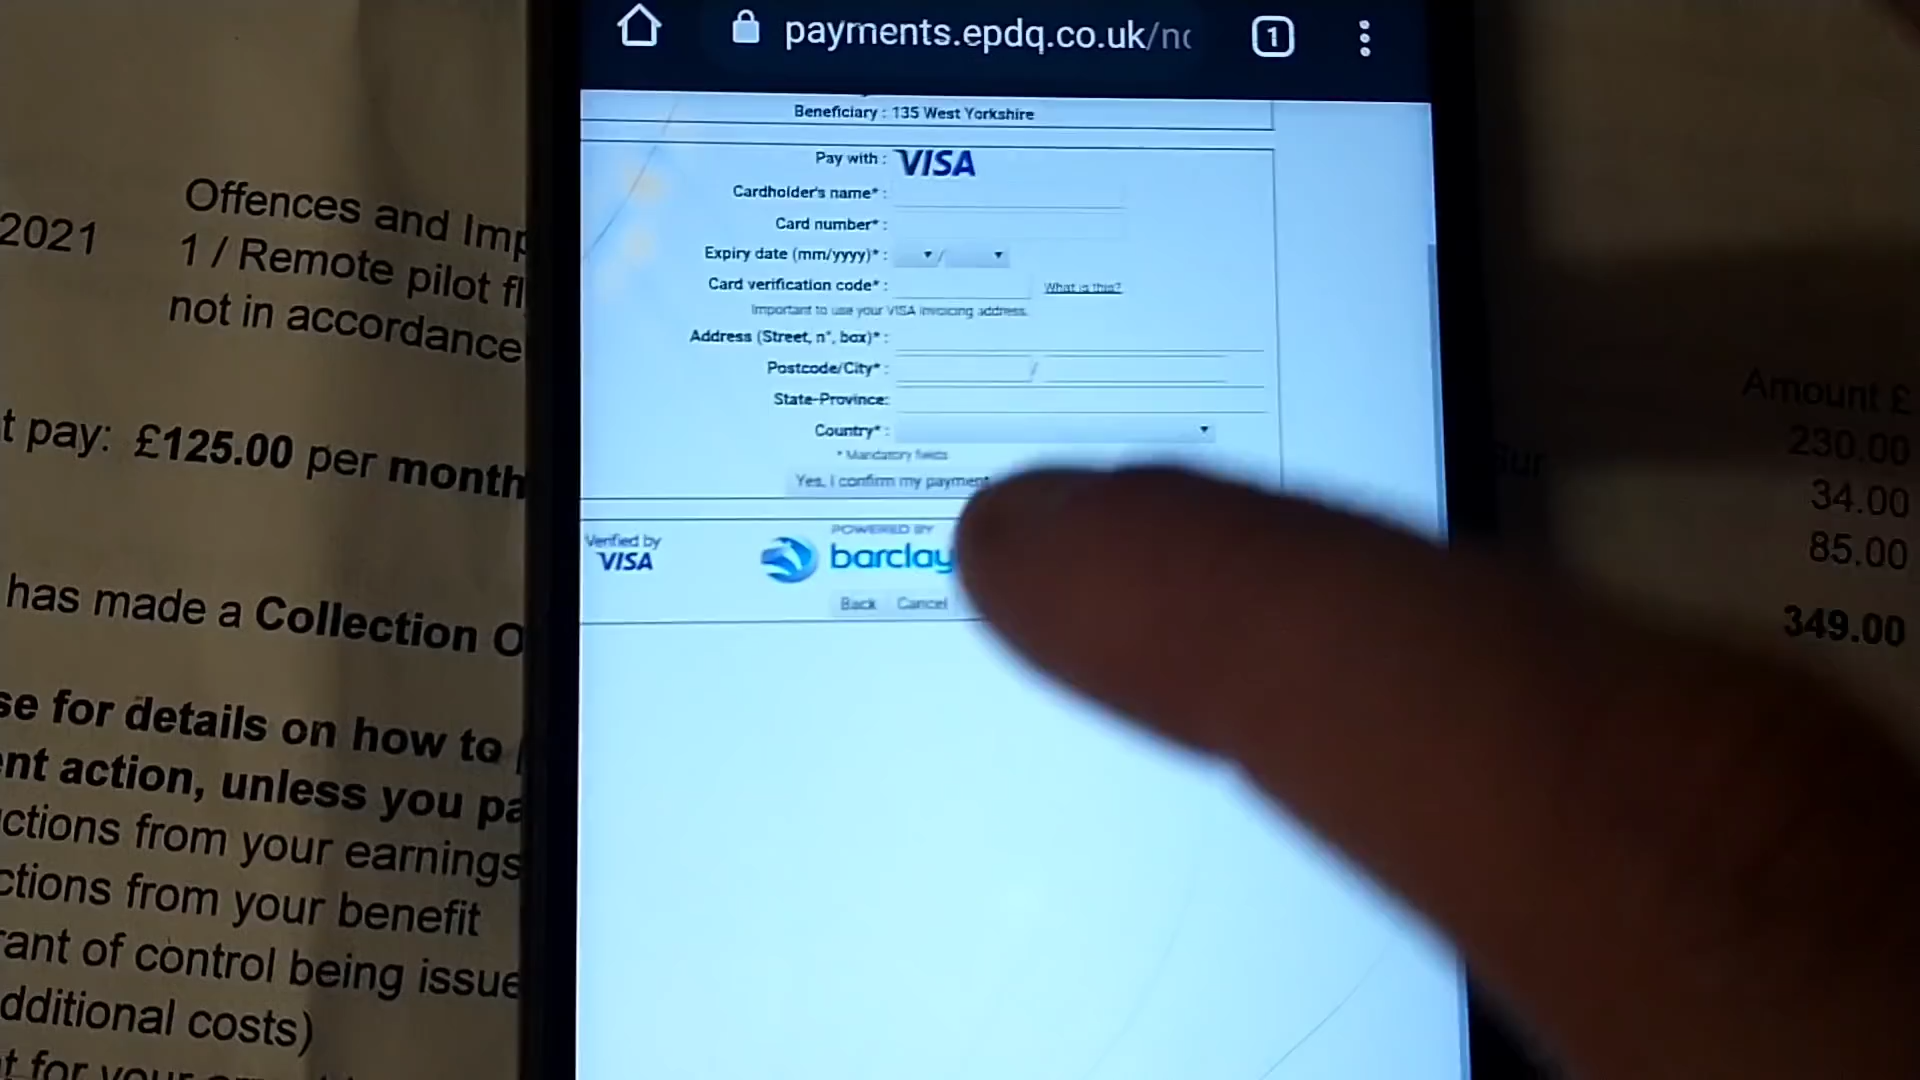 payments.epdq.co.uk/nc
1
Beneficiary : 135 West Yorkshire
Pay with : VISA
Cardholder's name* :
Card number* :
Expiry date (mm/yyyy)* : /
Card verification code* : What is this?
Important to use your VISA invoicing address.
Address (Street, n°, box)* :
Postcode/City* : /
State-Province:
Country* :
* Mandatory fields
Yes, I confirm my payment
Verified by
VISA
POWERED BY
barclay
Back Cancel
Offences and Imp
2021
1 / Remote pilot fl
not in accordance
t pay: £125.00 per month
has made a Collection O
se for details on how to
ent action, unless you pa
uctions from your earnings
ctions from your benefit
rant of control being issue
dditional costs)
t for your
Amount £
Sur 230.00
34.00
85.00
349.00